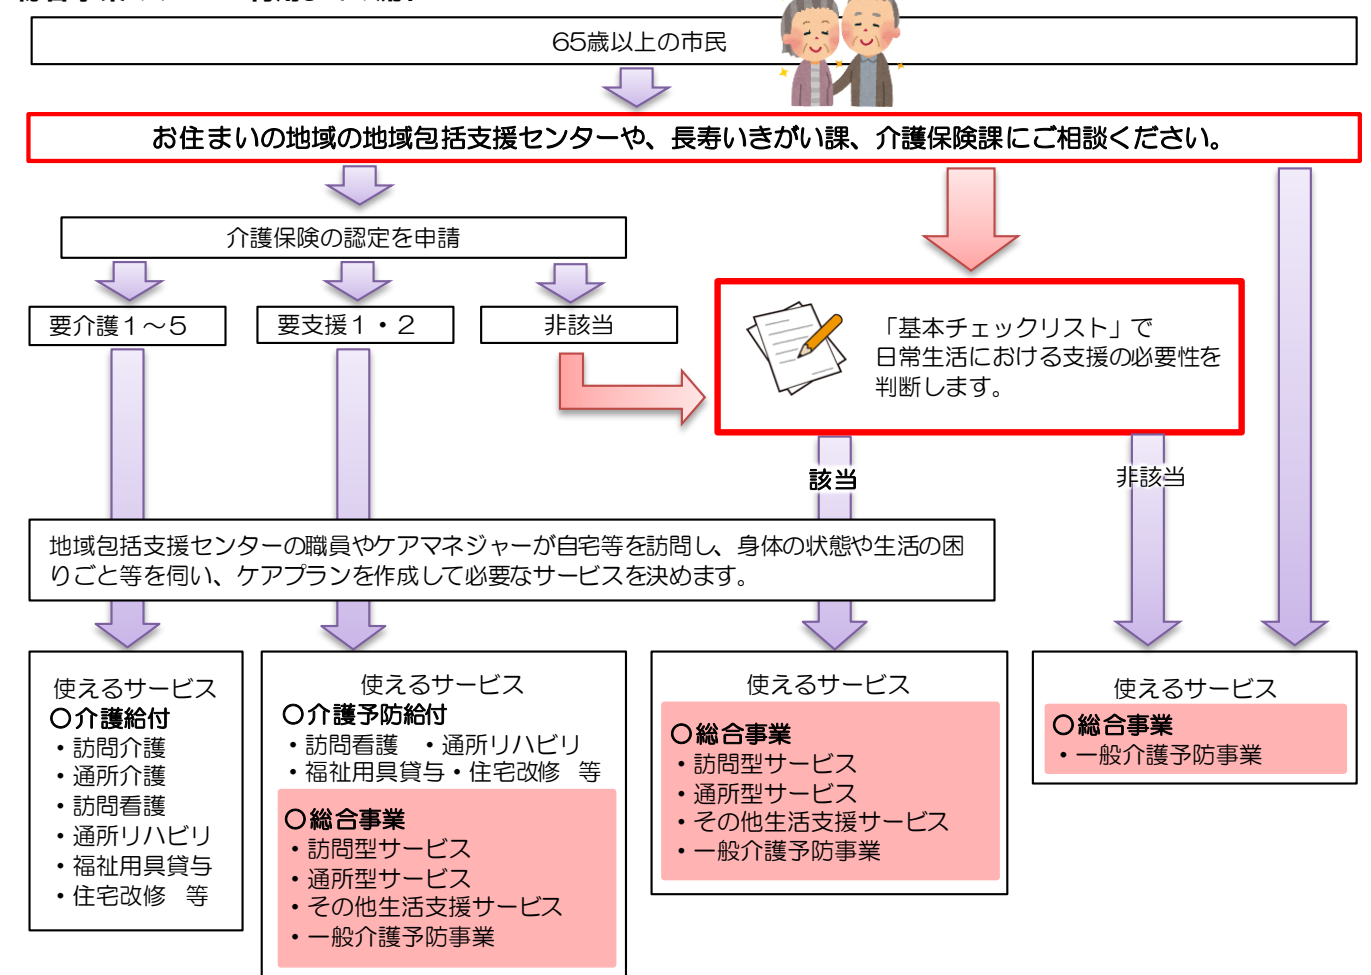 65歳以上の市民
お住まいの地域の地域包括支援センターや、長寿いきがい課、介護保険課にご相談ください。
介護保険の認定を申請
要介護１～５
要支援１・２
非該当
「基本チェックリスト」で
日常生活における支援の必要性を
判断します。
該当
非該当
地域包括支援センターの職員やケアマネジャーが自宅等を訪問し、身体の状態や生活の困
りごと等を伺い、ケアプランを作成して必要なサービスを決めます。
使えるサービス
〇介護給付
・訪問介護
・通所介護
・訪問看護
・通所リハビリ
・福祉用具貸与
・住宅改修　等
使えるサービス
〇介護予防給付
・訪問看護　・通所リハビリ
・福祉用具貸与・住宅改修　等
〇総合事業
・訪問型サービス
・通所型サービス
・その他生活支援サービス
・一般介護予防事業
使えるサービス
〇総合事業
・訪問型サービス
・通所型サービス
・その他生活支援サービス
・一般介護予防事業
使えるサービス
〇総合事業
・一般介護予防事業